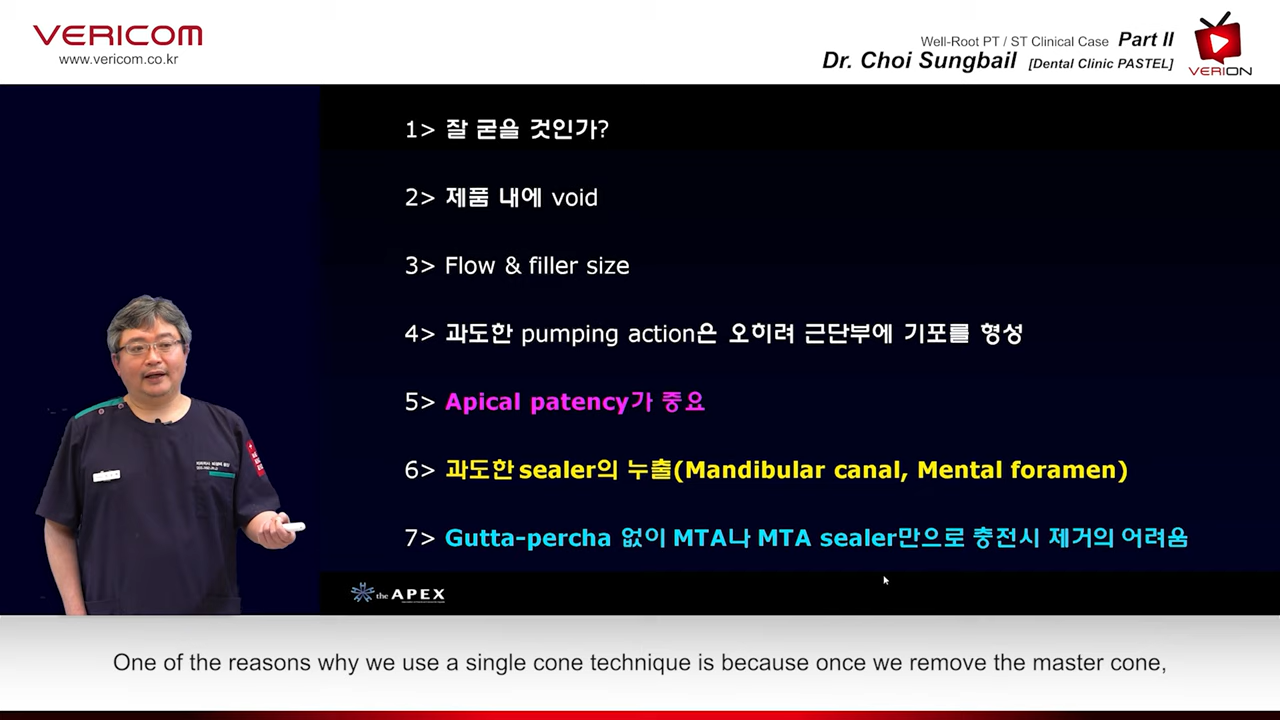 VERICOM
www.vericom.co.kr
Well-Root PT / ST Clinical Case Part II
Dr. Choi Sungbail [Dental Clinic PASTEL]
VERION
1> 잘 굳을 것인가?
2> 제품 내에 void
3> Flow & filler size
4> 과도한 pumping action은 오히려 근단부에 기포를 형성
5> Apical patency가 중요
6> 과도한 sealer의 누출(Mandibular canal, Mental foramen)
7> Gutta-percha 없이 MTA나 MTA sealer만으로 충전시 제거의 어려움
the APEX
One of the reasons why we use a single cone technique is because once we remove the master cone,